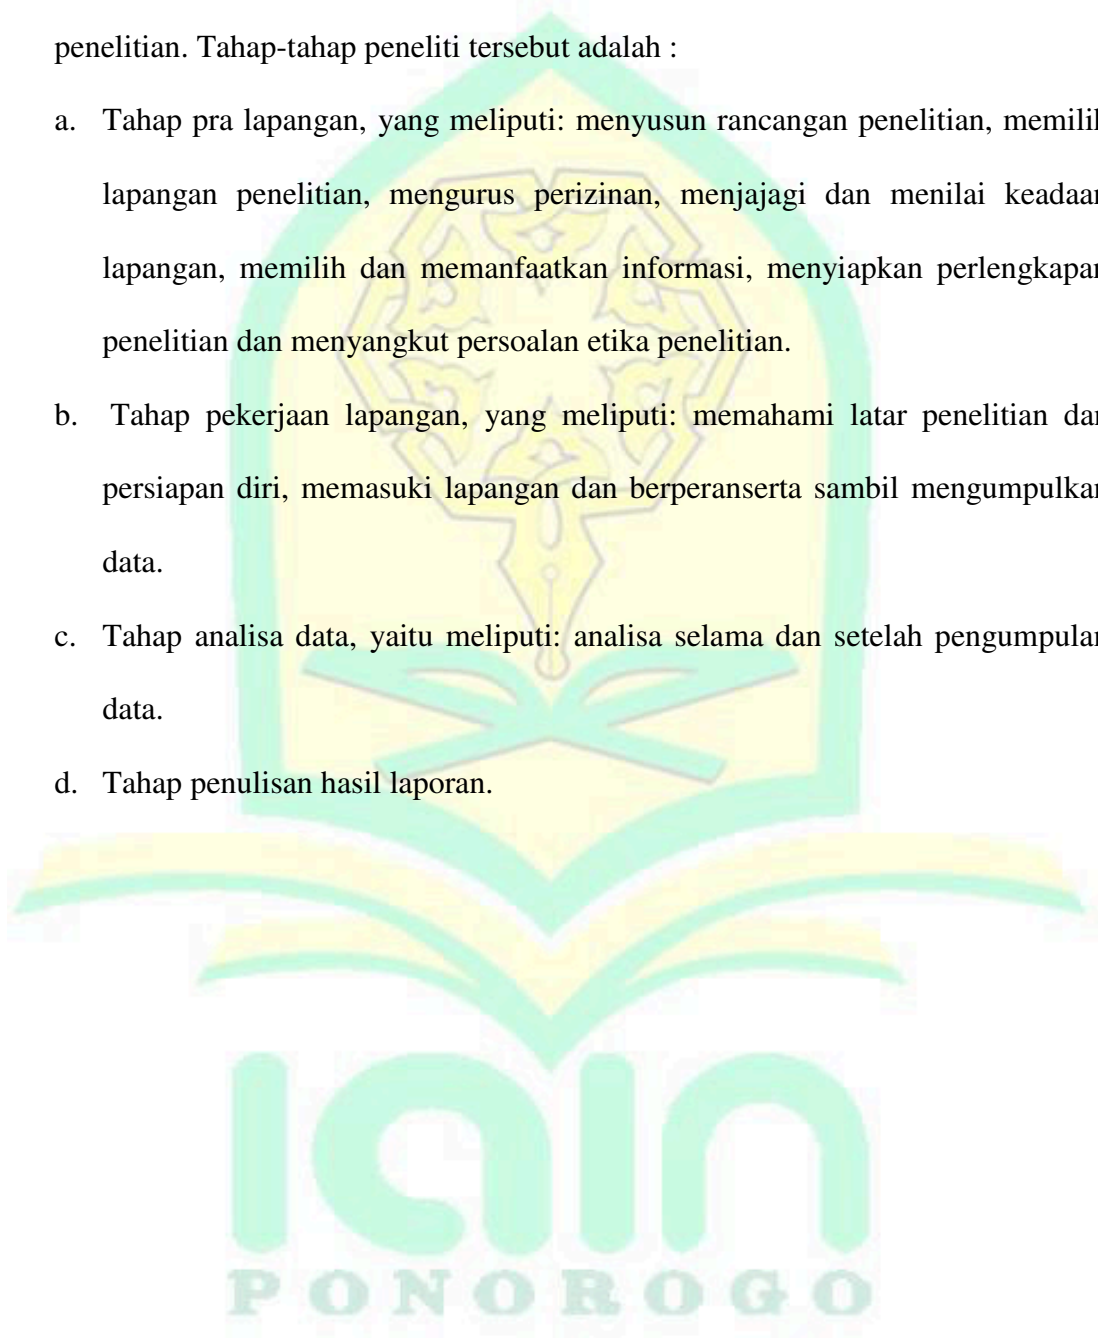 penelitian. Tahap-tahap peneliti tersebut adalah :
a. Tahap pra lapangan, yang meliputi: menyusun rancangan penelitian, memilih
lapangan penelitian, mengurus perizinan, menjajagi dan menilai keadaan
lapangan, memilih dan memanfaatkan informasi, menyiapkan perlengkapan
penelitian dan menyangkut persoalan etika penelitian.
b. Tahap pekerjaan lapangan, yang meliputi: memahami latar penelitian dan
persiapan diri, memasuki lapangan dan berperanserta sambil mengumpulkan
data.
c. Tahap analisa data, yaitu meliputi: analisa selama dan setelah pengumpulan
data.
d. Tahap penulisan hasil laporan.
iain
PONOROGO